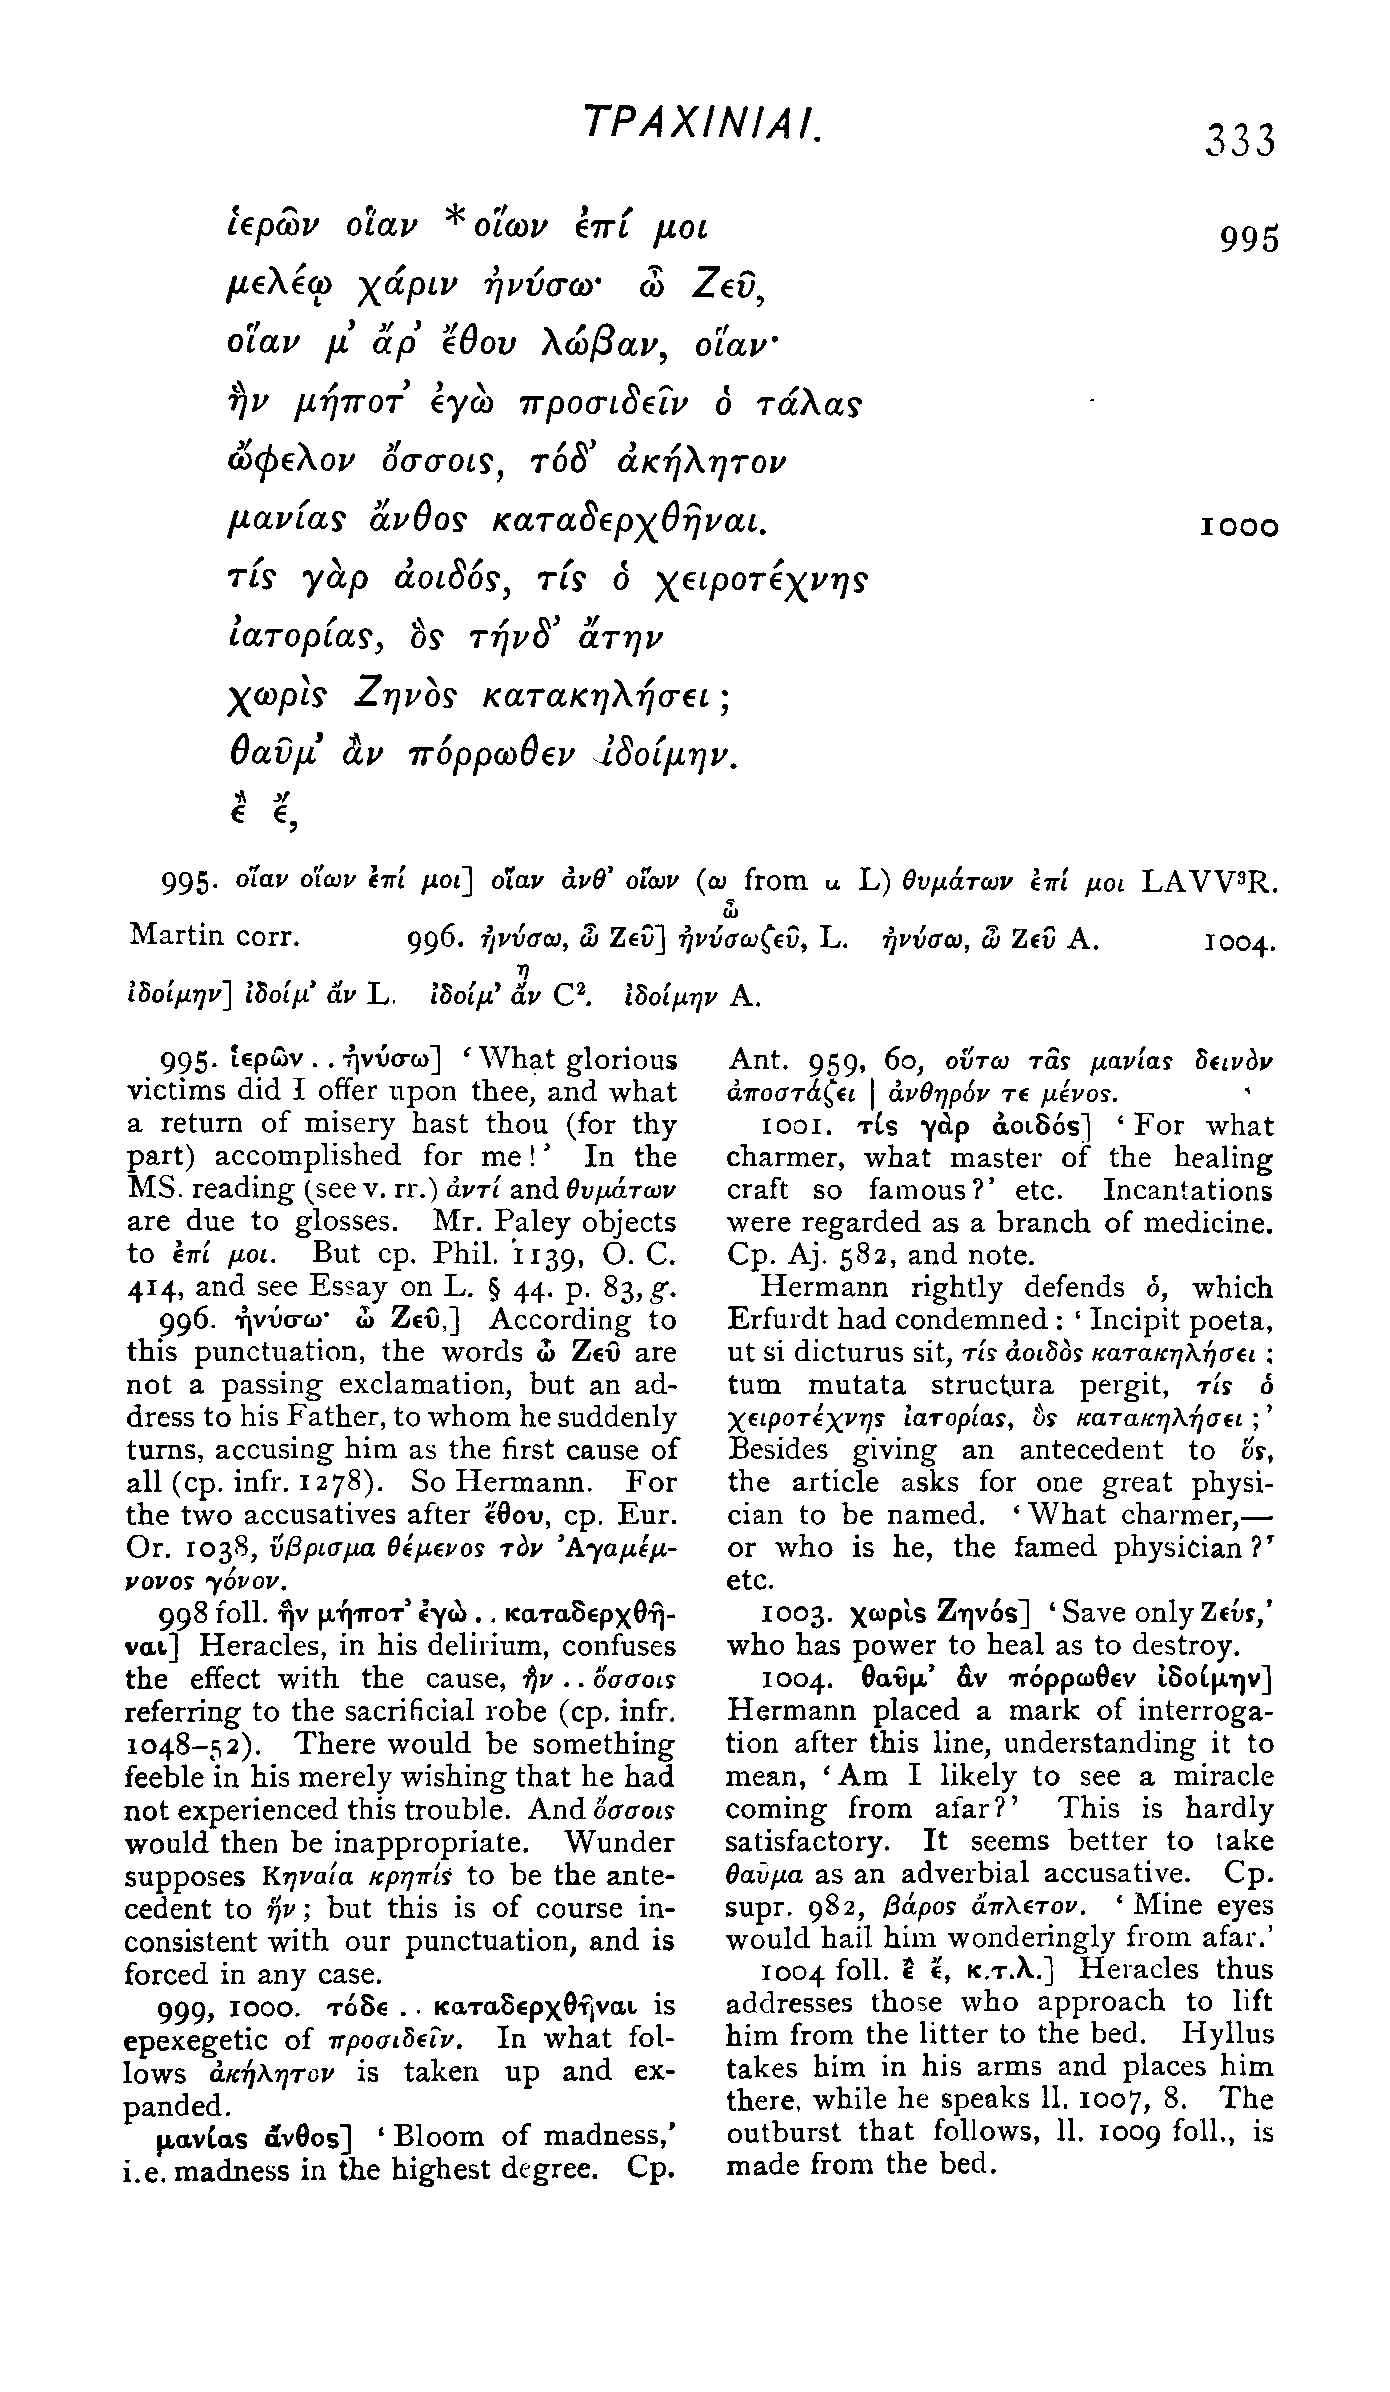 ΤΡΑΧΙΝΙΑΙ.
333
ἱερῶν οἵαν *οἵων ἐπί μοι
995
μελέῳ χάριν ἠνύσω· ὦ Ζεῦ,
οἵαν μ᾽ ἄρ᾽ ἔθου λώβαν, οἵαν·
ἣν μήποτ᾽ ἐγὼ προσιδεῖν ὁ τάλας
ὤφελον ὄσσοις, τόδ᾽ ἀκήλητον
μανίας ἄνθος καταδερχθῆναι.
1000
τίς γὰρ ἀοιδός, τίς ὁ χειροτέχνης
ἰατορίας, ὃς τήνδ᾽ ἄτην
χωρὶς Ζηνὸς κατακηλήσει ;
θαῦμ᾽ ἂν πόρρωθεν ἰδοίμην.
ἒ ἔ,
995. οἵαν οἵων ἐπί μοι] οἵαν ἀνθ᾽ οἵων (ω from υ L) θυμάτων ἐπί μοι LAVV³R.
Martin corr. 996. ἠνύσω, ὦ Ζεῦ] ἠνύσωζεῦ, L. ἠνύσω, ὦ Ζεῦ A. 1004.
ὦ
ἰδοίμην] ἰδοίμ᾽ ἄν L. ἰδοίμ᾽ ἄν C². ἰδοίμην A.
η
995. ἱερῶν . . ἠνύσω] ‘What glorious
victims did I offer upon thee, and what
a return of misery hast thou (for thy
part) accomplished for me!’ In the
MS. reading (see v. rr.) ἀντί and θυμάτων
are due to glosses. Mr. Paley objects
to ἐπί μοι. But cp. Phil. 1139, O. C.
414, and see Essay on L. § 44. p. 83, g.
996. ἠνύσω· ὦ Ζεῦ,] According to
this punctuation, the words ὦ Ζεῦ are
not a passing exclamation, but an ad-
dress to his Father, to whom he suddenly
turns, accusing him as the first cause of
all (cp. infr. 1278). So Hermann. For
the two accusatives after ἔθου, cp. Eur.
Or. 1038, ὕβρισμα θέμενος τὸν Ἀγαμέμ-
νονος γόνον.
998 foll. ἣν μήποτ᾽ ἐγὼ . . καταδερχθῆ-
ναι] Heracles, in his delirium, confuses
the effect with the cause, ἣν . . ὄσσοις
referring to the sacrificial robe (cp. infr.
1048–52). There would be something
feeble in his merely wishing that he had
not experienced this trouble. And ὄσσοις
would then be inappropriate. Wunder
supposes Κηναία κρηπίς to be the ante-
cedent to ἥν ; but this is of course in-
consistent with our punctuation, and is
forced in any case.
999, 1000. τόδε . . καταδερχθῆναι is
epexegetic of προσιδεῖν. In what fol-
lows ἀκήλητον is taken up and ex-
panded.
μανίας ἄνθος] ‘Bloom of madness,’
i.e. madness in the highest degree. Cp.
Ant. 959, 60, οὕτω τᾶς μανίας δεινὸν
ἀποστάζει | ἀνθηρόν τε μένος.
1001. τίς γὰρ ἀοιδός] ‘For what
charmer, what master of the healing
craft so famous?’ etc. Incantations
were regarded as a branch of medicine.
Cp. Aj. 582, and note.
Hermann rightly defends ὁ, which
Erfurdt had condemned : ‘Incipit poeta,
ut si dicturus sit, τίς ἀοιδὸς κατακηλήσει ;
tum mutata structura pergit, τίς ὁ
χειροτέχνης ἰατορίας, ὃς κατακηλήσει ;’
Besides giving an antecedent to ὅς,
the article asks for one great physi-
cian to be named. ‘What charmer,—
or who is he, the famed physician?’
etc.
1003. χωρὶς Ζηνός] ‘Save only Ζεύς,’
who has power to heal as to destroy.
1004. θαῦμ᾽ ἂν πόρρωθεν ἰδοίμην]
Hermann placed a mark of interroga-
tion after this line, understanding it to
mean, ‘Am I likely to see a miracle
coming from afar?’ This is hardly
satisfactory. It seems better to take
θαῦμα as an adverbial accusative. Cp.
supr. 982, βάρος ἄπλετον. ‘Mine eyes
would hail him wonderingly from afar.’
1004 foll. ἒ ἔ, κ.τ.λ.] Heracles thus
addresses those who approach to lift
him from the litter to the bed. Hyllus
takes him in his arms and places him
there, while he speaks ll. 1007, 8. The
outburst that follows, ll. 1009 foll., is
made from the bed.